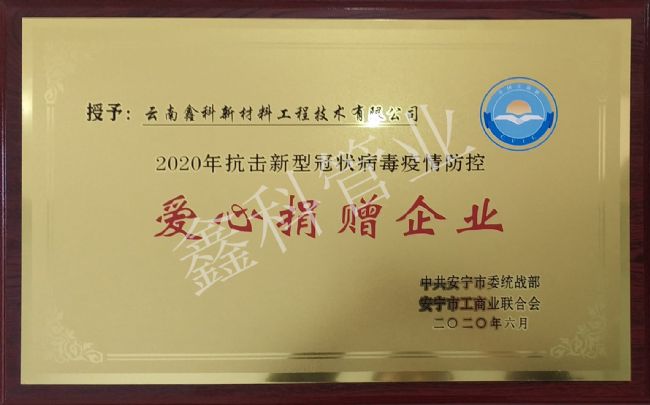 授予：云南鑫科新材料工程技术有限公司
2020年抗击新型冠状病毒疫情防控
爱心捐赠企业
中共安宁市委统战部
安宁市工商业联合会
二〇二〇年六月
鑫科管业